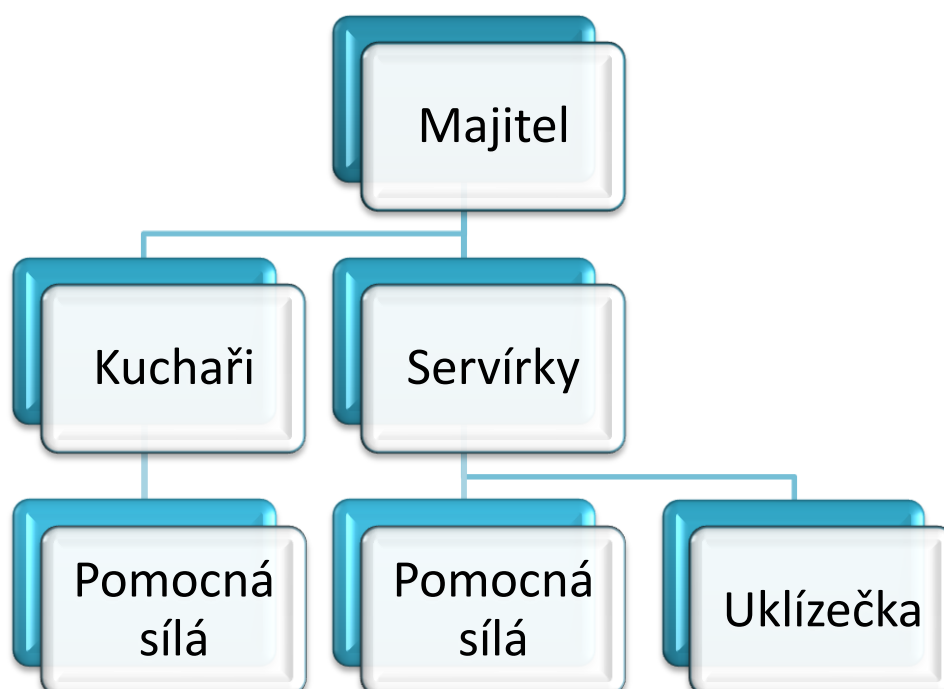 Majitel
Kuchaři
Servírky
Pomocná
sílá
Pomocná
sílá
Uklízečka